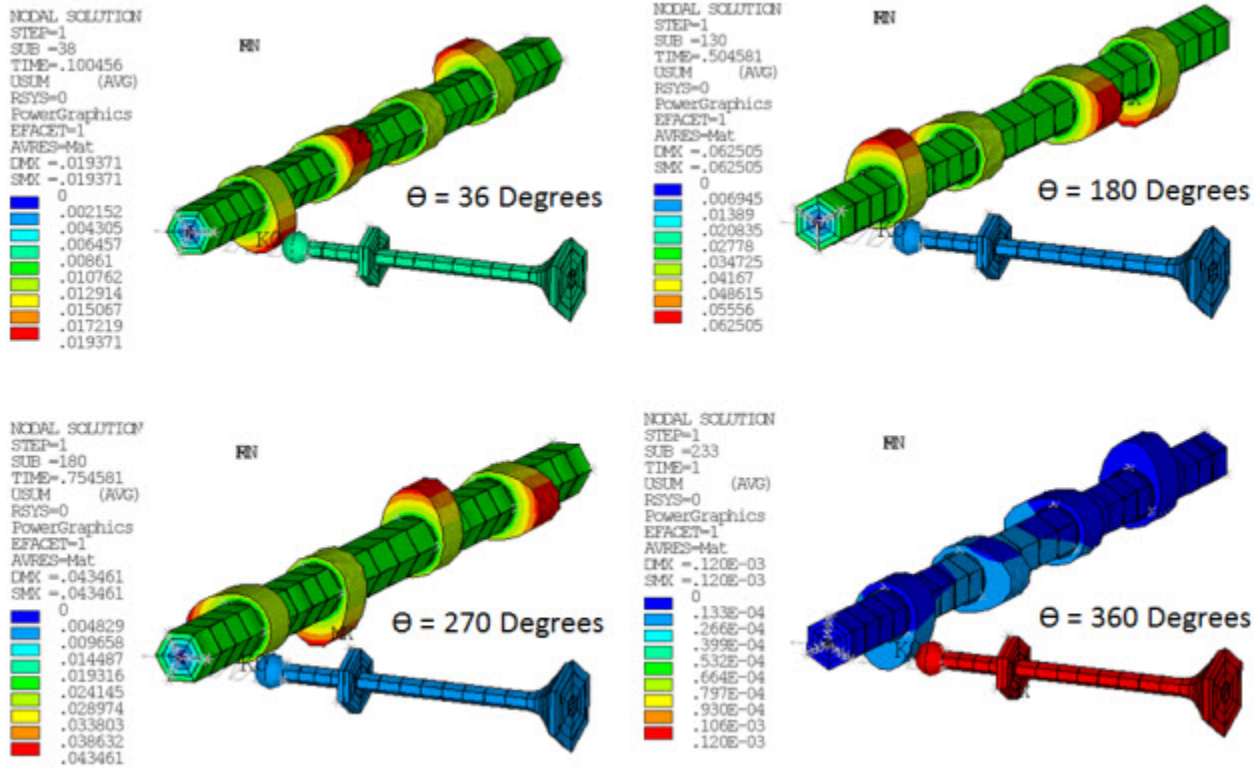 NODAL SOLUTION
STEP=1
SUB =38
TIME=.100456
USUM (AVG)
RSYS=0
PowerGraphics
EFACET=1
AVRES=Mat
DMX =.019371
SMX =.019371
0
.002152
.004305
.006457
.00861
.010762
.012914
.015067
.017219
.019371
Θ = 36 Degrees
NODAL SOLUTION
STEP=1
SUB =130
TIME=.504581
USUM (AVG)
RSYS=0
PowerGraphics
EFACET=1
AVRES=Mat
DMX =.062505
SMX =.062505
0
.006945
.01389
.020835
.02778
.034725
.04167
.048615
.05556
.062505
Θ = 180 Degrees
NODAL SOLUTION
STEP=1
SUB =180
TIME=.754581
USUM (AVG)
RSYS=0
PowerGraphics
EFACET=1
AVRES=Mat
DMX =.043461
SMX =.043461
0
.004829
.009658
.014487
.019316
.024145
.028974
.033803
.038632
.043461
Θ = 270 Degrees
NODAL SOLUTION
STEP=1
SUB =233
TIME=1
USUM (AVG)
RSYS=0
PowerGraphics
EFACET=1
AVRES=Mat
DMX =.120E-03
SMX =.120E-03
0
.133E-04
.266E-04
.399E-04
.532E-04
.664E-04
.797E-04
.930E-04
.106E-03
.120E-03
Θ = 360 Degrees